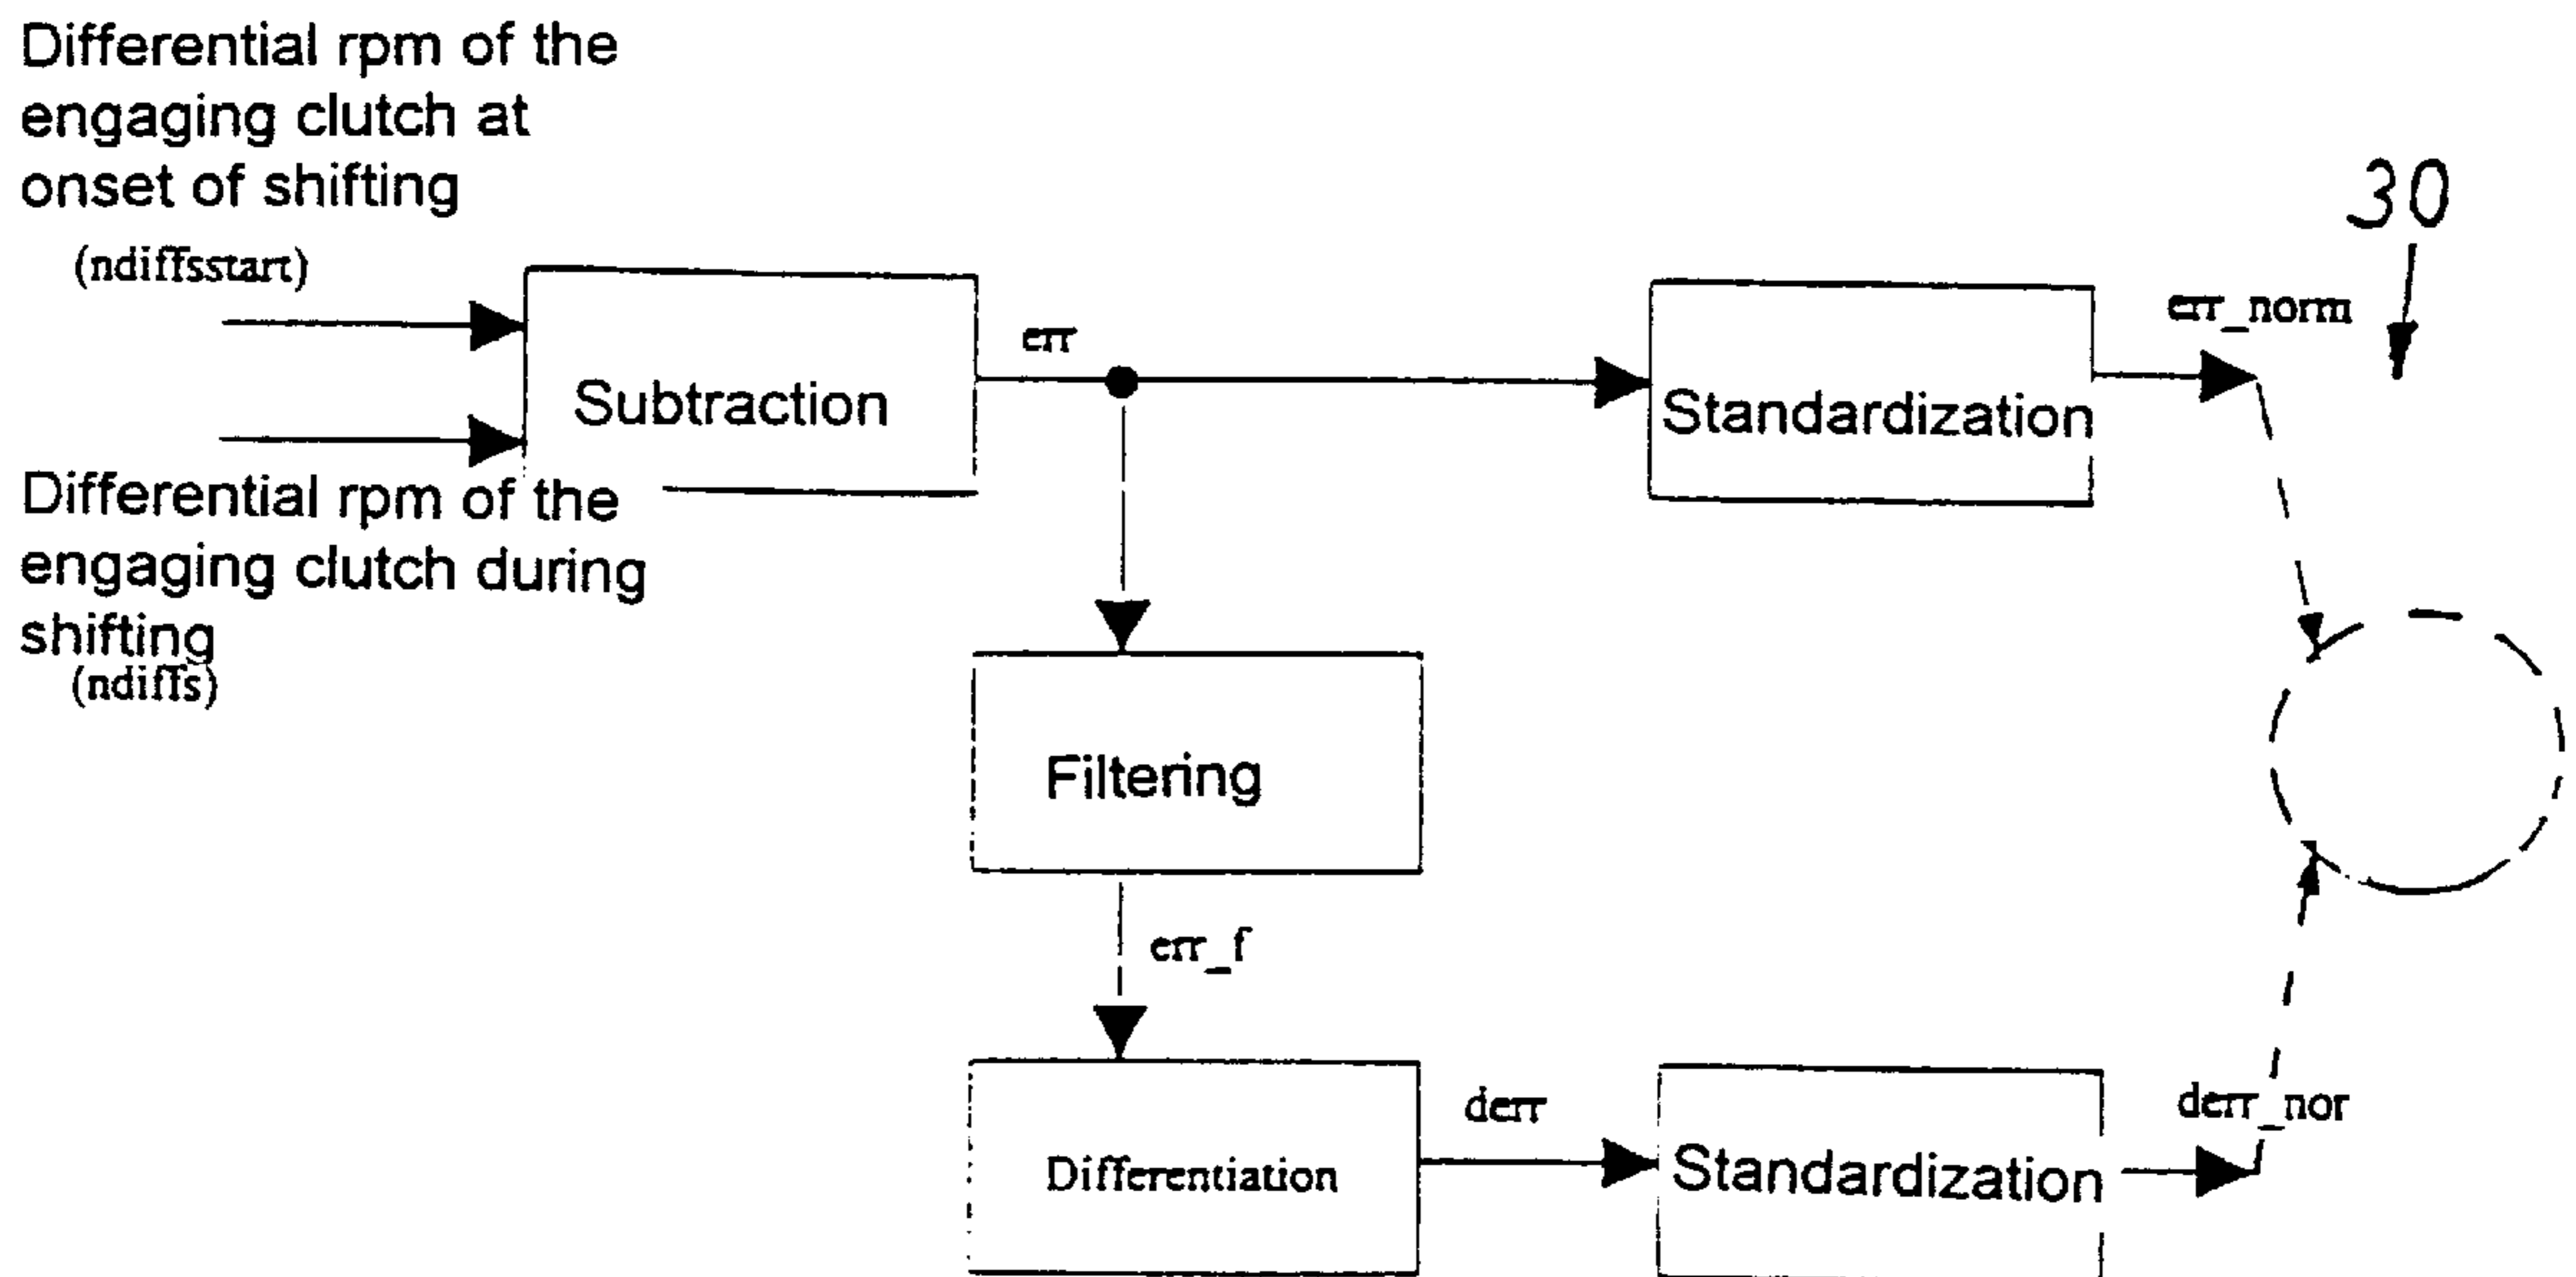 Differential rpm of the
engaging clutch at
onset of shifting
(ndiffsstart)
30
err
err_norm
Subtraction
Standardization
Differential rpm of the
engaging clutch during
shifting
(ndiffs)
Filtering
err_f
derr
derr_nor
Differentiation
Standardization